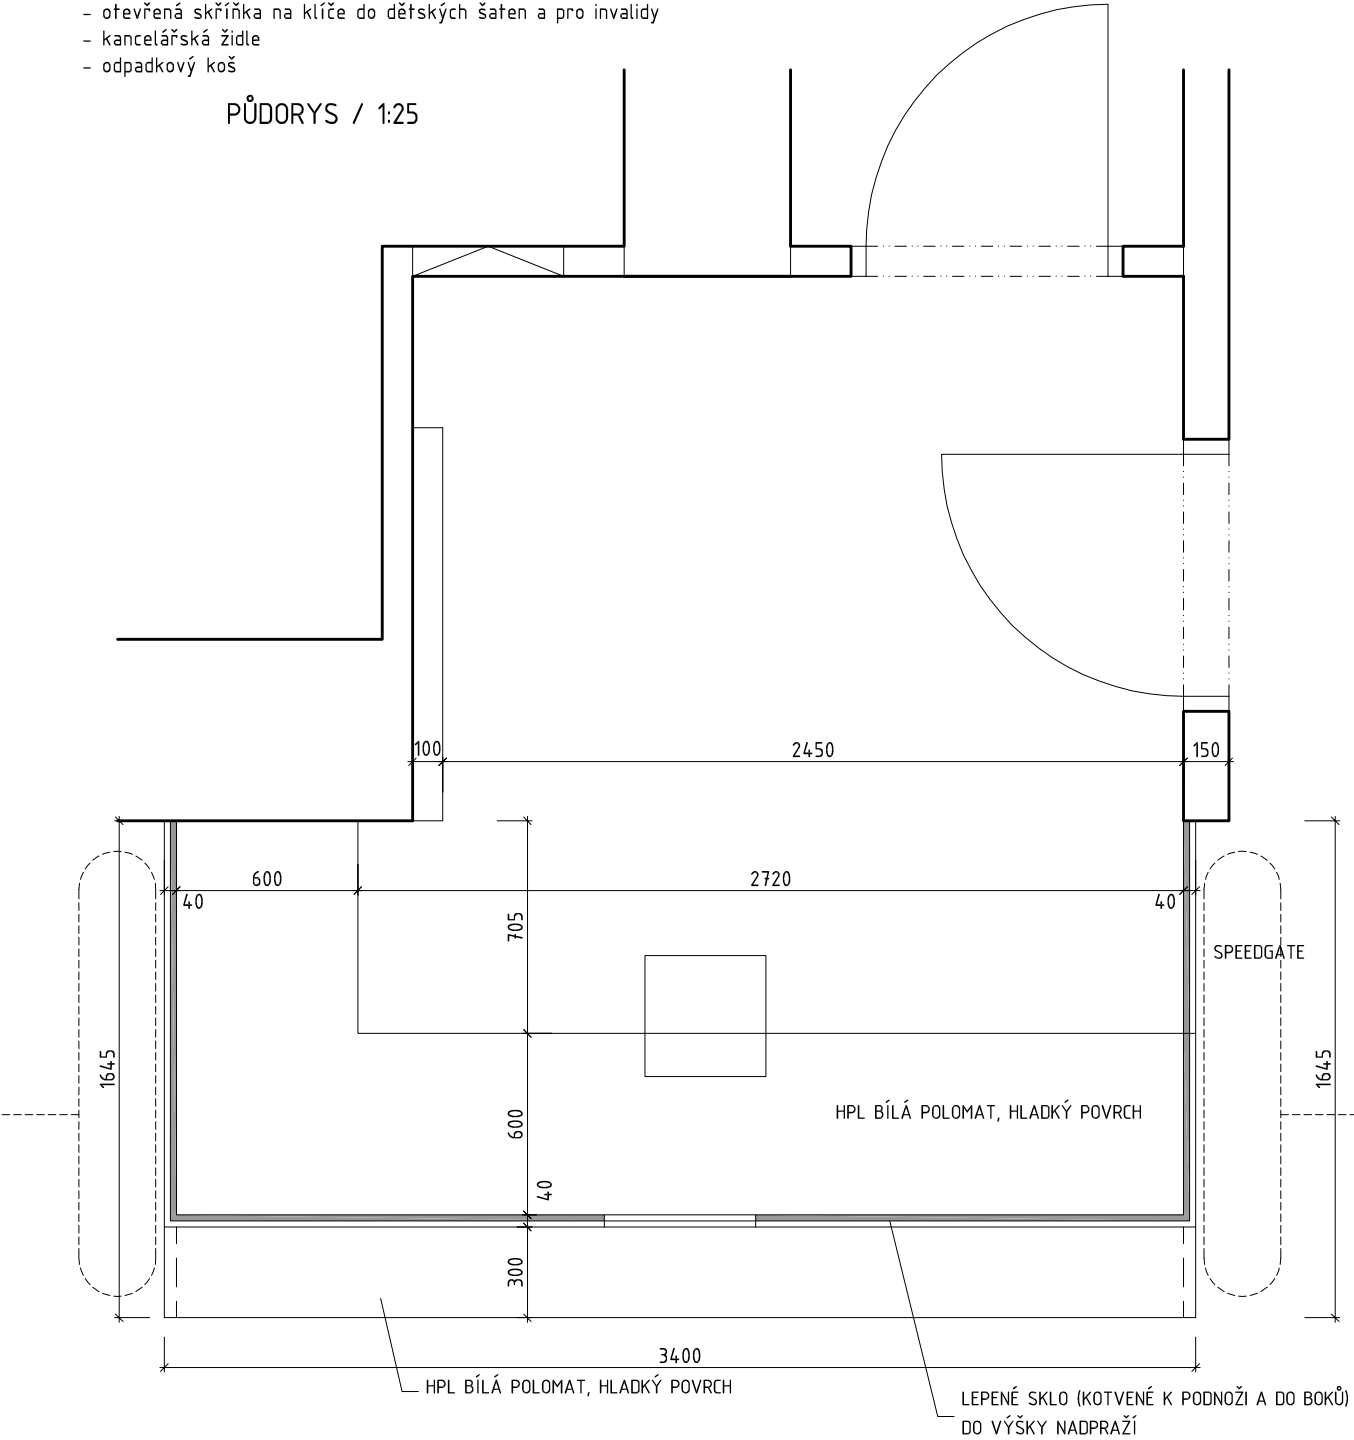 - otevřená skříňka na klíče do dětských šaten a pro invalidy
- kancelářská židle
- odpadkový koš
PŮDORYS / 1:25
100
2450
150
600
2720
40
40
705
SPEEDGATE
1645
1645
600
HPL BÍLÁ POLOMAT, HLADKÝ POVRCH
40
300
3400
HPL BÍLÁ POLOMAT, HLADKÝ POVRCH
LEPENÉ SKLO (KOTVENÉ K PODNOŽI A DO BOKŮ)
DO VÝŠKY NADPRAŽÍ